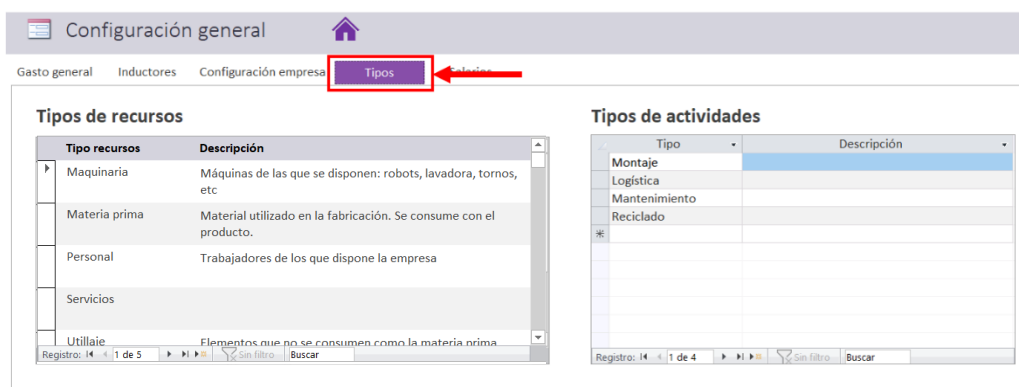 Configuración general
Gasto general Inductores Configuración empresa Tipos
Tipos de recursos
Tipo recursos Descripción
Maquinaria Máquinas de las que se disponen: robots, lavadora, tornos,
etc
Materia prima Material utilizado en la fabricación. Se consume con el
producto.
Personal Trabajadores de los que dispone la empresa
Servicios
Utillaje Elementos que no se consumen como la materia prima
Registro: 1 de 5 Sin filtro Buscar
Tipos de actividades
Tipo Descripción
Montaje
Logística
Mantenimiento
Reciclado
Registro: 1 de 4 Sin filtro Buscar